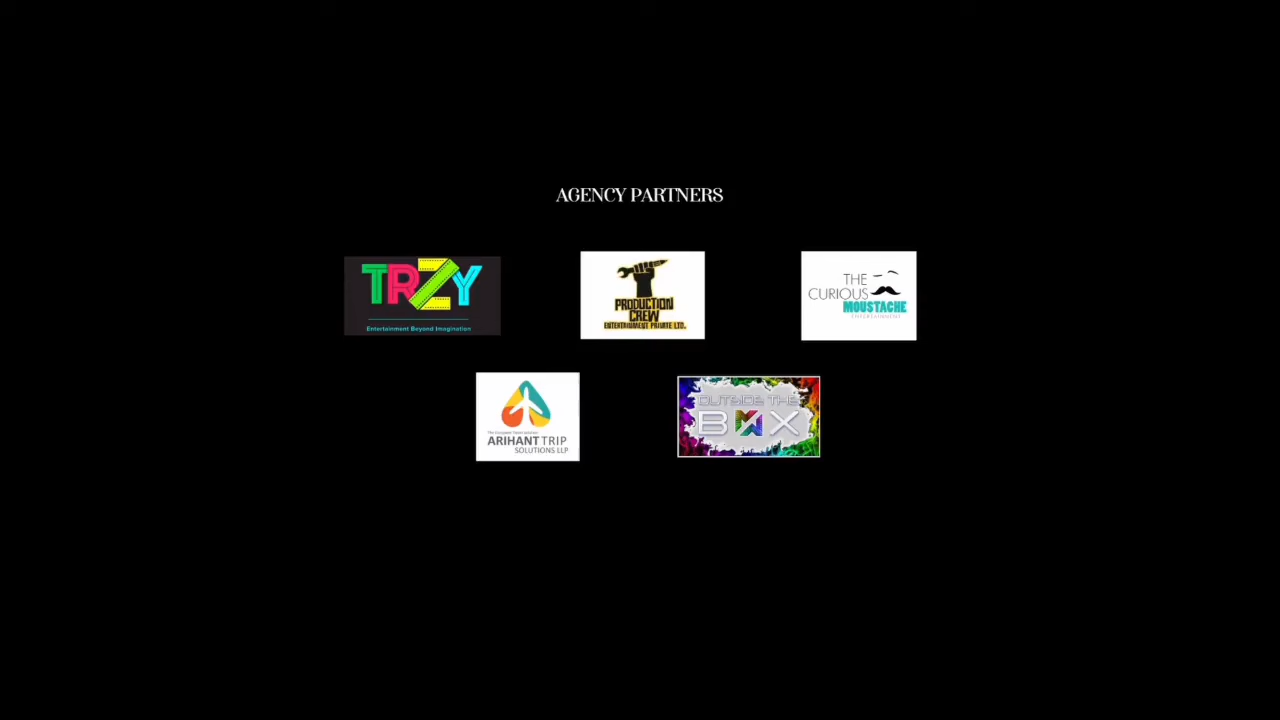 AGENCY PARTNERS
TRZY
Entertainment Beyond Imagination
PRODUCTION
CREW
ENTERTAINMENT PRIVATE LTD.
THE
CURIOUS
MOUSTACHE
ENTERTAINMENT
ARIHANT TRIP
SOLUTIONS LLP
OUTSIDE THE
BOX